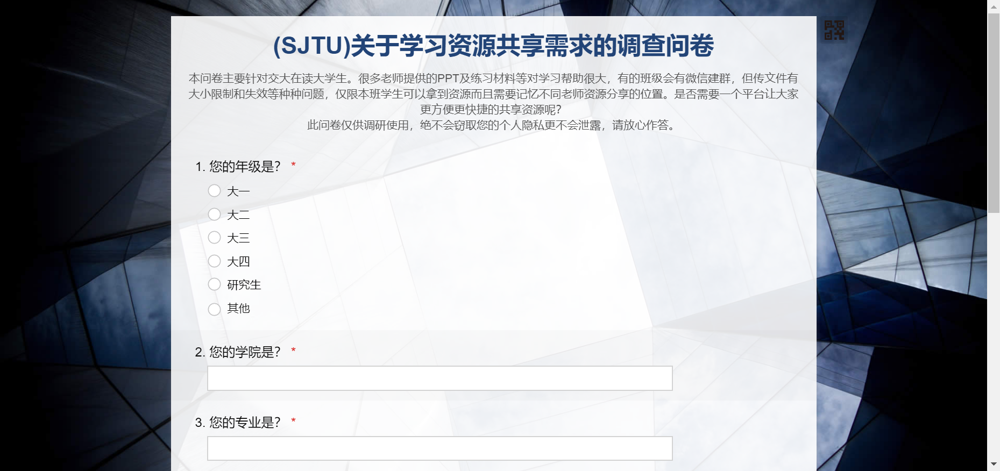 (SJTU)关于学习资源共享需求的调查问卷
本问卷主要针对交大在读大学生。很多老师提供的PPT及练习材料等对学习帮助很大，有的班级会有微信建群，但传文件有
大小限制和失效等种种问题，仅限本班学生可以拿到资源而且需要记忆不同老师资源分享的位置。是否需要一个平台让大家
更方便更快捷的共享资源呢？
此问卷仅供调研使用，绝不会窃取您的个人隐私更不会泄露，请放心作答。
1. 您的年级是？ *
大一
大二
大三
大四
研究生
其他
2. 您的学院是？ *
3. 您的专业是？ *